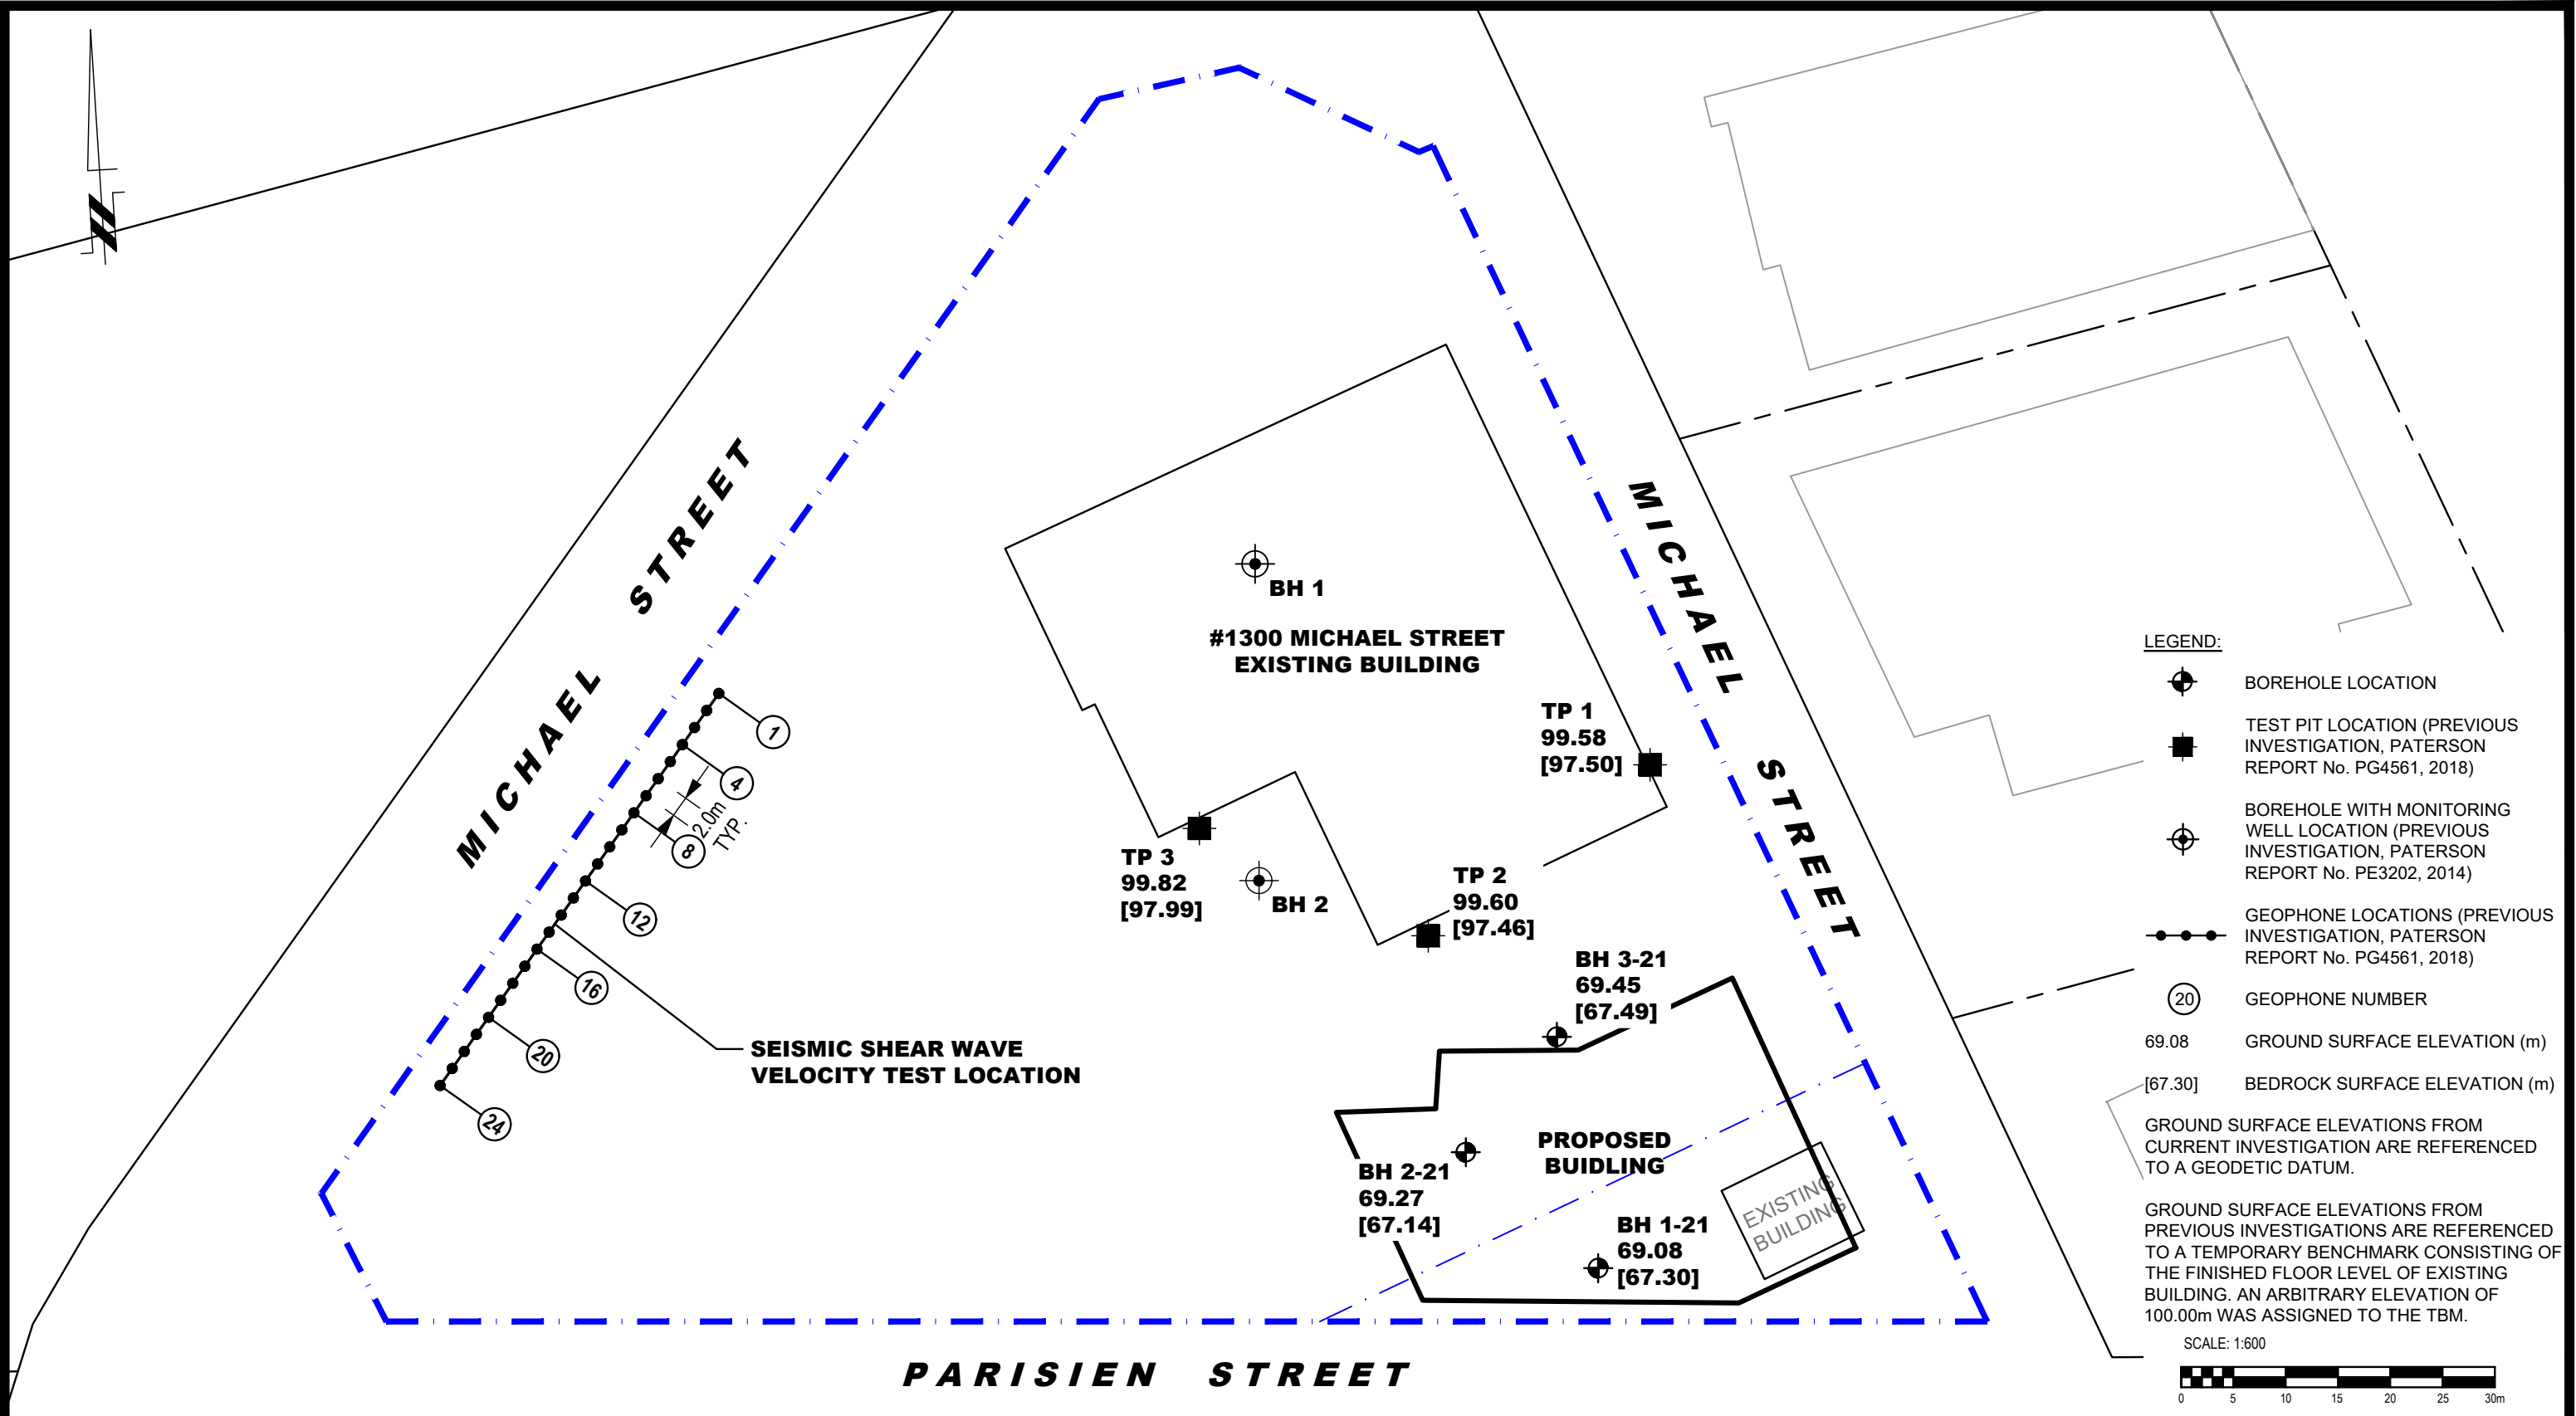 MICHAEL STREET
MICHAEL STREET
BH 1
#1300 MICHAEL STREET
EXISTING BUILDING
TP 1
99.58
[97.50]
1
4
2.0m
TYP.
8
12
16
20
24
SEISMIC SHEAR WAVE
VELOCITY TEST LOCATION
TP 3
99.82
[97.99]
BH 2
TP 2
99.60
[97.46]
BH 3-21
69.45
[67.49]
PROPOSED
BUIDLING
BH 2-21
69.27
[67.14]
BH 1-21
69.08
[67.30]
EXISTING
BUILDING
PARISIEN STREET
LEGEND:
BOREHOLE LOCATION
TEST PIT LOCATION (PREVIOUS
INVESTIGATION, PATERSON
REPORT No. PG4561, 2018)
BOREHOLE WITH MONITORING
WELL LOCATION (PREVIOUS
INVESTIGATION, PATERSON
REPORT No. PE3202, 2014)
GEOPHONE LOCATIONS (PREVIOUS
INVESTIGATION, PATERSON
REPORT No. PG4561, 2018)
20 GEOPHONE NUMBER
69.08 GROUND SURFACE ELEVATION (m)
[67.30] BEDROCK SURFACE ELEVATION (m)
GROUND SURFACE ELEVATIONS FROM
CURRENT INVESTIGATION ARE REFERENCED
TO A GEODETIC DATUM.
GROUND SURFACE ELEVATIONS FROM
PREVIOUS INVESTIGATIONS ARE REFERENCED
TO A TEMPORARY BENCHMARK CONSISTING OF
THE FINISHED FLOOR LEVEL OF EXISTING
BUILDING. AN ARBITRARY ELEVATION OF
100.00m WAS ASSIGNED TO THE TBM.
SCALE: 1:600
0 5 10 15 20 25 30m